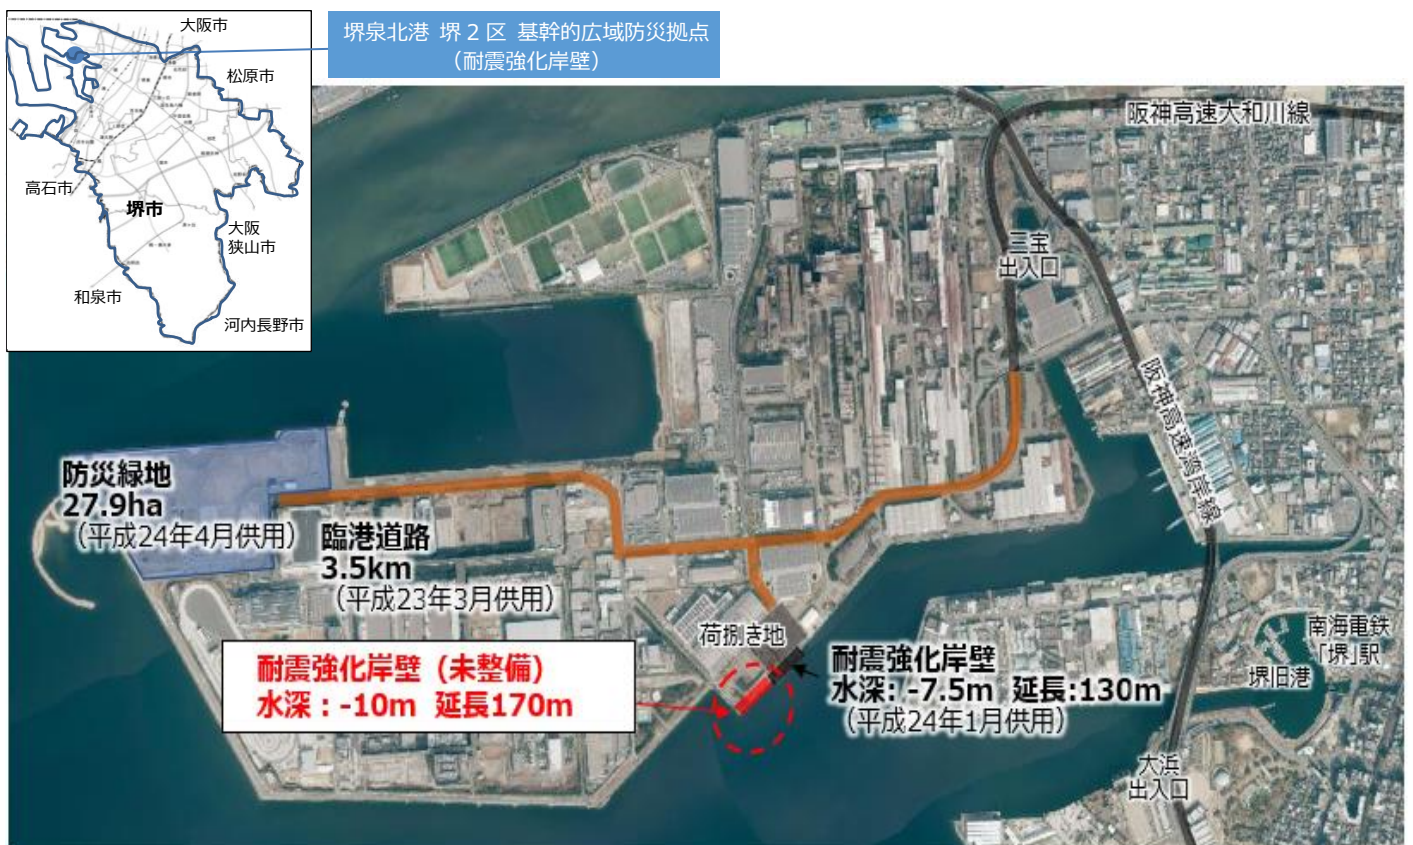 堺泉北港 堺2区 基幹的広域防災拠点
（耐震強化岸壁）
大阪市
松原市
高石市
堺市
大阪
狭山市
和泉市
河内長野市
阪神高速大和川線
三宝
出入口
阪神高速湾岸線
防災緑地
27.9ha
（平成24年4月供用）
臨港道路
3.5km
（平成23年3月供用）
荷捌き地
耐震強化岸壁（未整備）
水深：-10m 延長170m
耐震強化岸壁
水深: -7.5m 延長:130m
（平成24年1月供用）
南海電鉄
「堺」駅
堺旧港
大浜
出入口